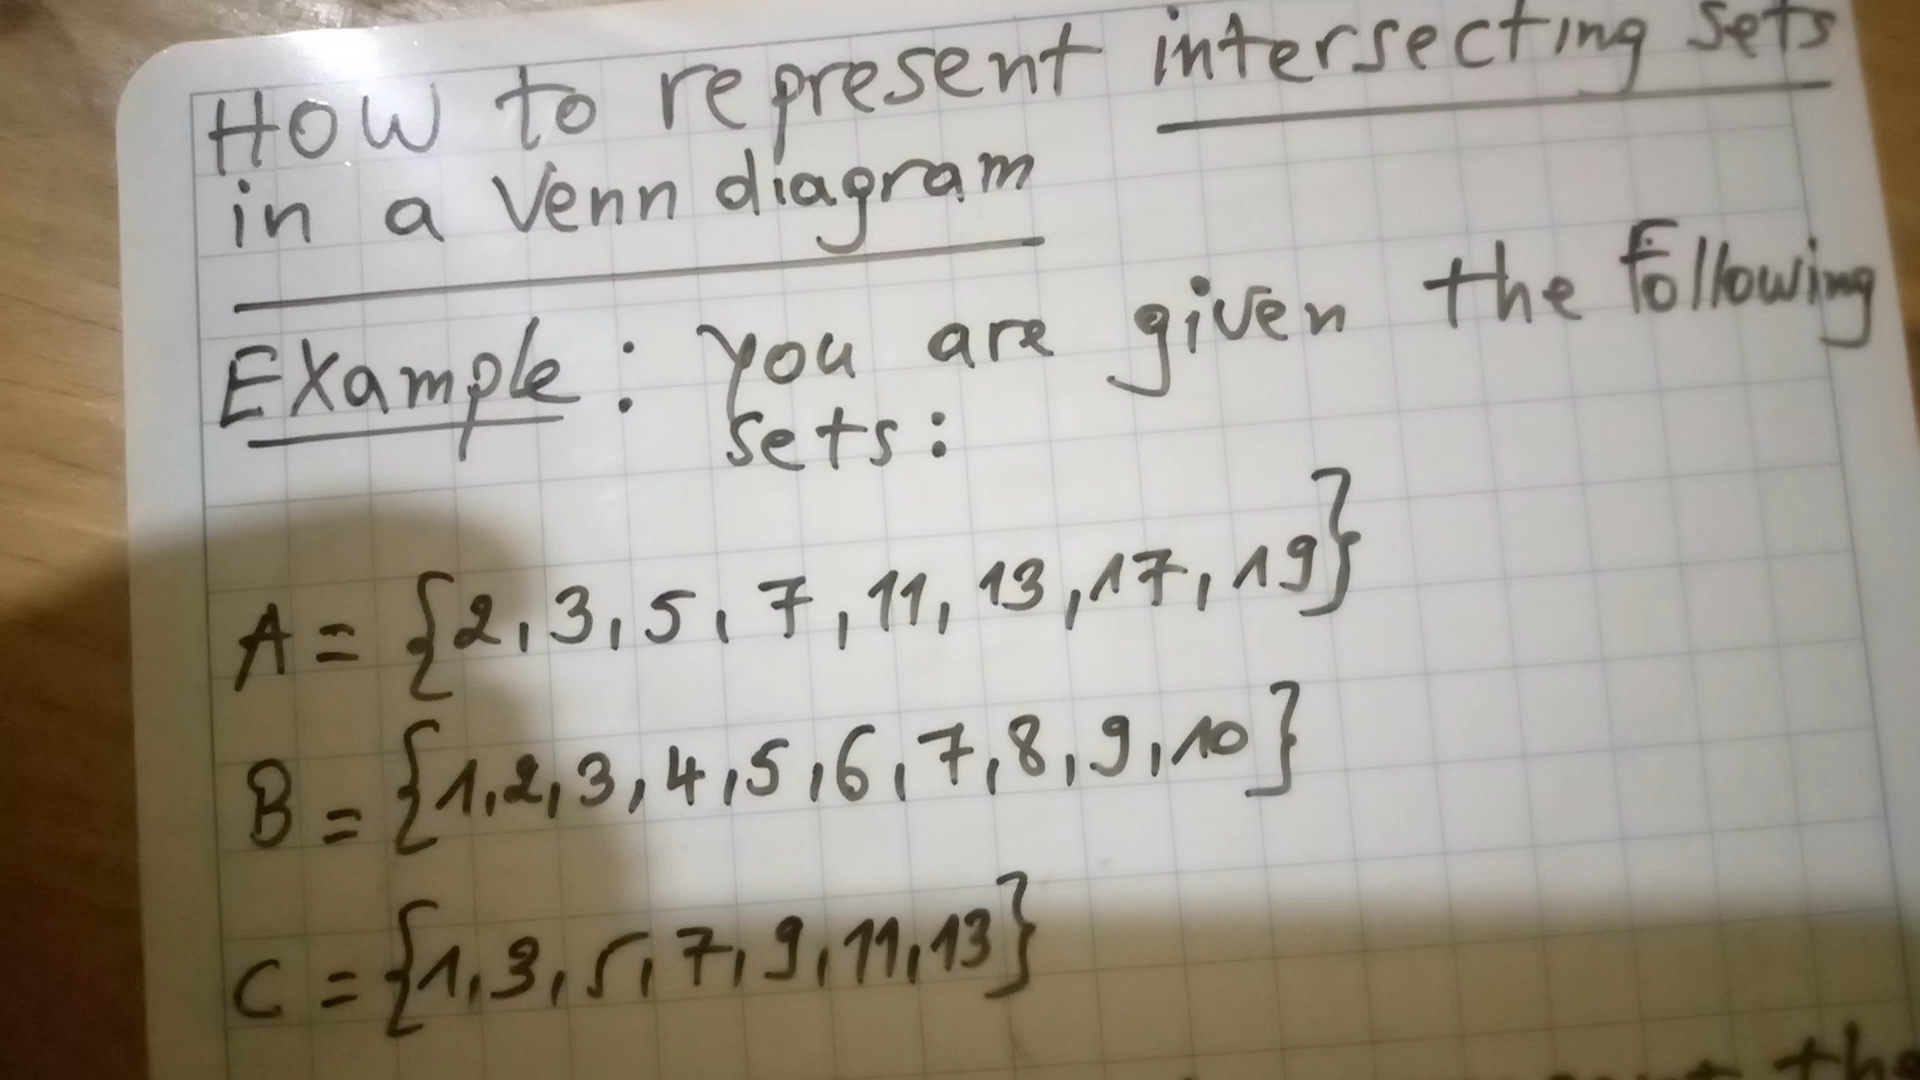 HOW to represent intersecting sets
in a Venn diagram
Example: you are given the following
sets:
A = {2, 3, 5, 7, 11, 13, 17, 19}
B = {1, 2, 3, 4, 5, 6, 7, 8, 9, 10}
C = {1, 3, 5, 7, 9, 11, 13}